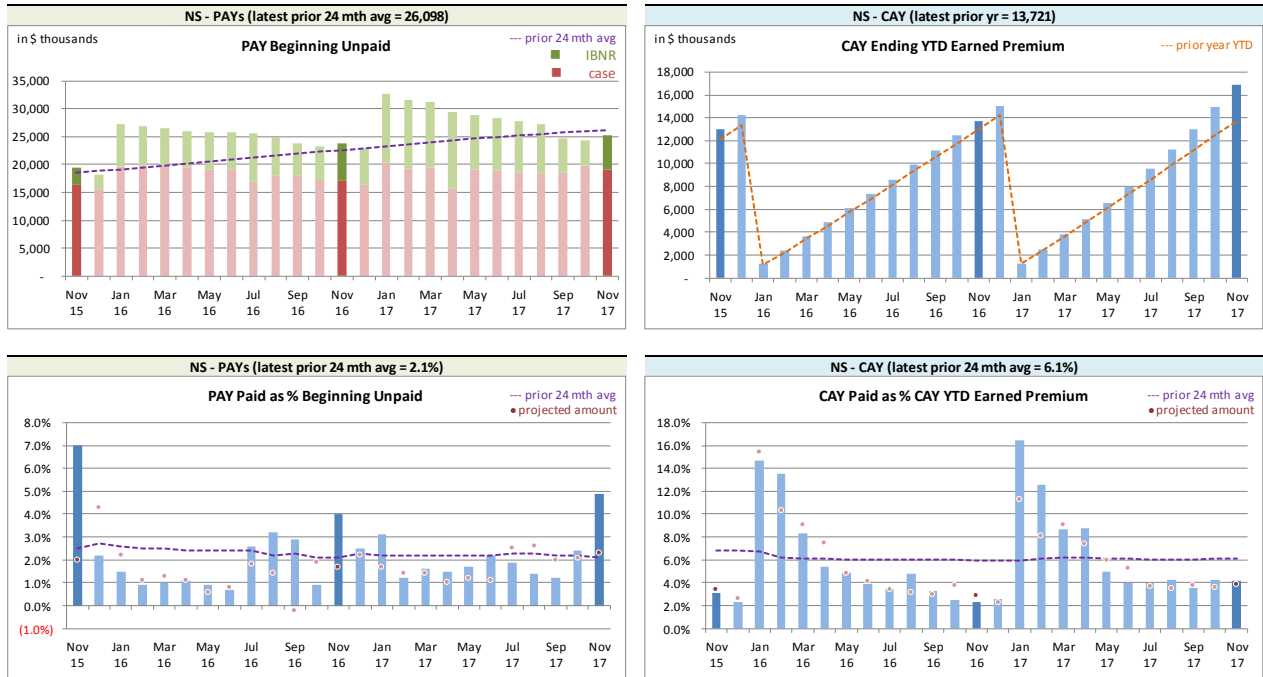 NS - PAYs (latest prior 24 mth avg = 26,098)
in $ thousands
PAY Beginning Unpaid
--- prior 24 mth avg
IBNR
case
35,000
30,000
25,000
20,000
15,000
10,000
5,000
-
Nov Jan Mar May Jul Sep Nov Jan Mar May Jul Sep Nov
15 16 16 16 16 16 16 17 17 17 17 17 17
NS - CAY (latest prior yr = 13,721)
in $ thousands
CAY Ending YTD Earned Premium
--- prior year YTD
18,000
16,000
14,000
12,000
10,000
8,000
6,000
4,000
2,000
-
Nov Jan Mar May Jul Sep Nov Jan Mar May Jul Sep Nov
15 16 16 16 16 16 16 17 17 17 17 17 17
NS - PAYs (latest prior 24 mth avg = 2.1%)
PAY Paid as % Beginning Unpaid
--- prior 24 mth avg
projected amount
8.0%
7.0%
6.0%
5.0%
4.0%
3.0%
2.0%
1.0%
0.0%
(1.0%)
Nov Jan Mar May Jul Sep Nov Jan Mar May Jul Sep Nov
15 16 16 16 16 16 16 17 17 17 17 17 17
NS - CAY (latest prior 24 mth avg = 6.1%)
CAY Paid as % CAY YTD Earned Premium
--- prior 24 mth avg
projected amount
18.0%
16.0%
14.0%
12.0%
10.0%
8.0%
6.0%
4.0%
2.0%
0.0%
Nov Jan Mar May Jul Sep Nov Jan Mar May Jul Sep Nov
15 16 16 16 16 16 16 17 17 17 17 17 17